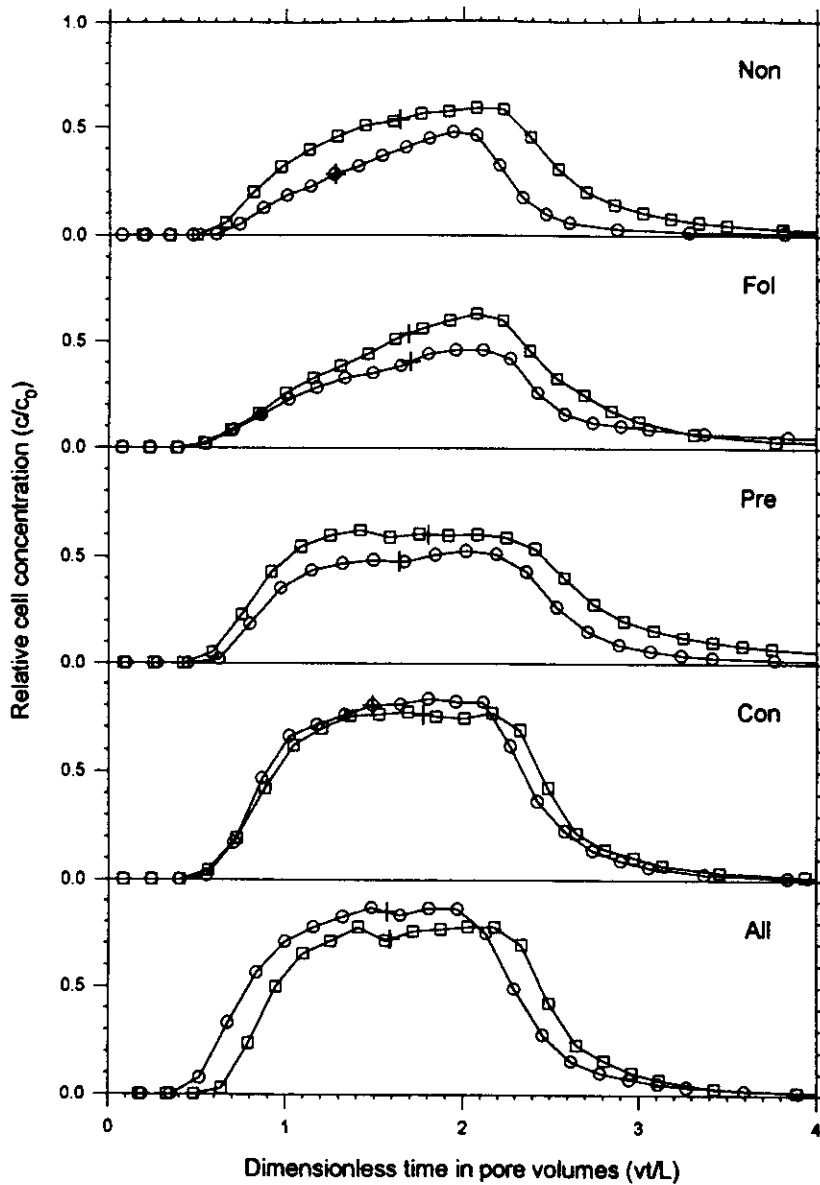 1.0
Non
0.5
0.0
Fol
0.5
0.0
Relative cell concentration (c/c₀)
Pre
0.5
0.0
Con
0.5
0.0
All
0.5
0.0
0 1 2 3 4
Dimensionless time in pore volumes (vt/L)